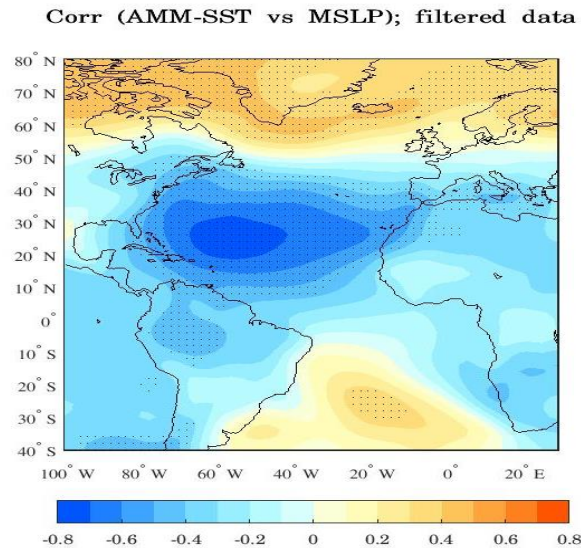 Corr (AMM-SST vs MSLP); filtered data
80° N
70° N
60° N
50° N
40° N
30° N
20° N
10° N
0°
10° S
20° S
30° S
40° S
100° W 80° W 60° W 40° W 20° W 0° 20° E
-0.8 -0.6 -0.4 -0.2 0 0.2 0.4 0.6 0.8